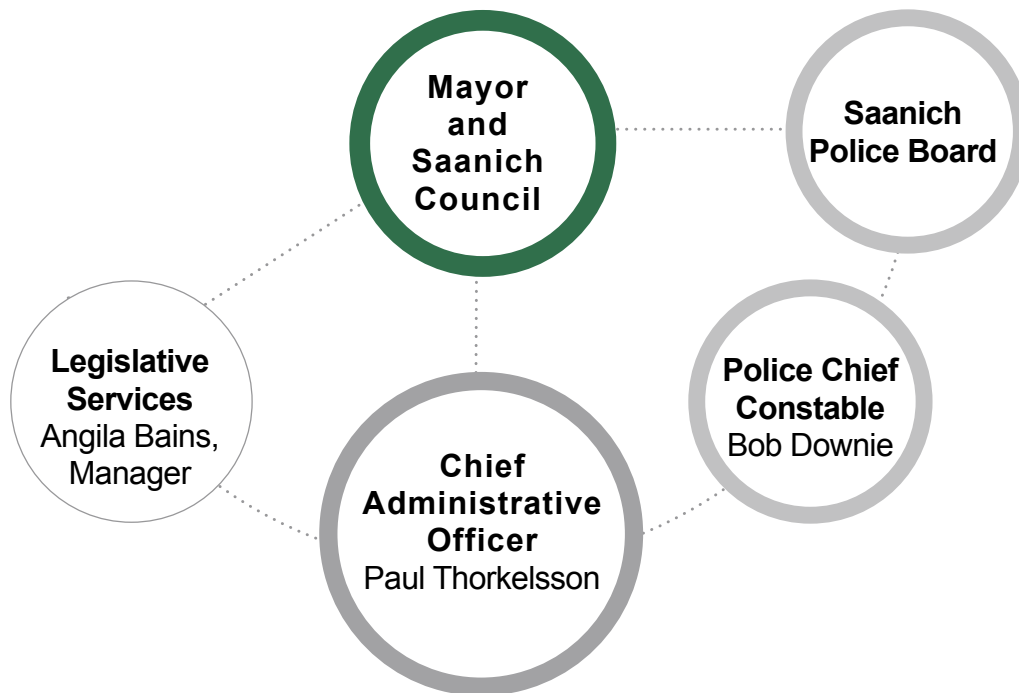 Mayor
and
Saanich
Council
Saanich
Police Board
Legislative
Services
Angila Bains,
Manager
Police Chief
Constable
Bob Downie
Chief
Administrative
Officer
Paul Thorkelsson